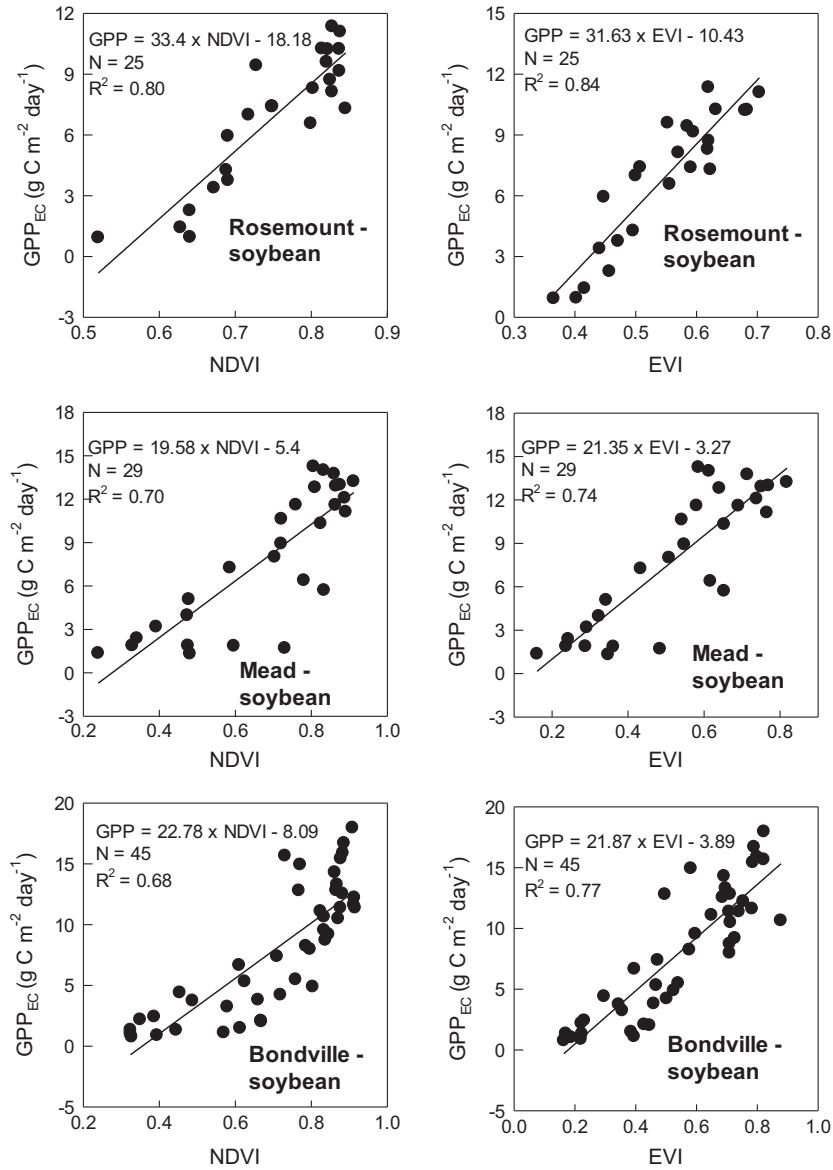 GPP = 33.4 x NDVI - 18.18
N = 25
R² = 0.80
12
9
6
3
0
-3
GPP_EC (g C m⁻² day⁻¹)
Rosemount -
soybean
0.5 0.6 0.7 0.8 0.9
NDVI
GPP = 31.63 x EVI - 10.43
N = 25
R² = 0.84
15
12
9
6
3
0
GPP_EC (g C m⁻² day⁻¹)
Rosemount -
soybean
0.3 0.4 0.5 0.6 0.7 0.8
EVI
GPP = 19.58 x NDVI - 5.4
N = 29
R² = 0.70
18
15
12
9
6
3
0
-3
GPP_EC (g C m⁻² day⁻¹)
Mead -
soybean
0.2 0.4 0.6 0.8 1.0
NDVI
GPP = 21.35 x EVI - 3.27
N = 29
R² = 0.74
18
15
12
9
6
3
0
-3
GPP_EC (g C m⁻² day⁻¹)
Mead -
soybean
0.2 0.4 0.6 0.8
EVI
GPP = 22.78 x NDVI - 8.09
N = 45
R² = 0.68
20
15
10
5
0
-5
GPP_EC (g C m⁻² day⁻¹)
Bondville -
soybean
0.2 0.4 0.6 0.8 1.0
NDVI
GPP = 21.87 x EVI - 3.89
N = 45
R² = 0.77
20
15
10
5
0
-5
GPP_EC (g C m⁻² day⁻¹)
Bondville -
soybean
0.0 0.2 0.4 0.6 0.8 1.0
EVI